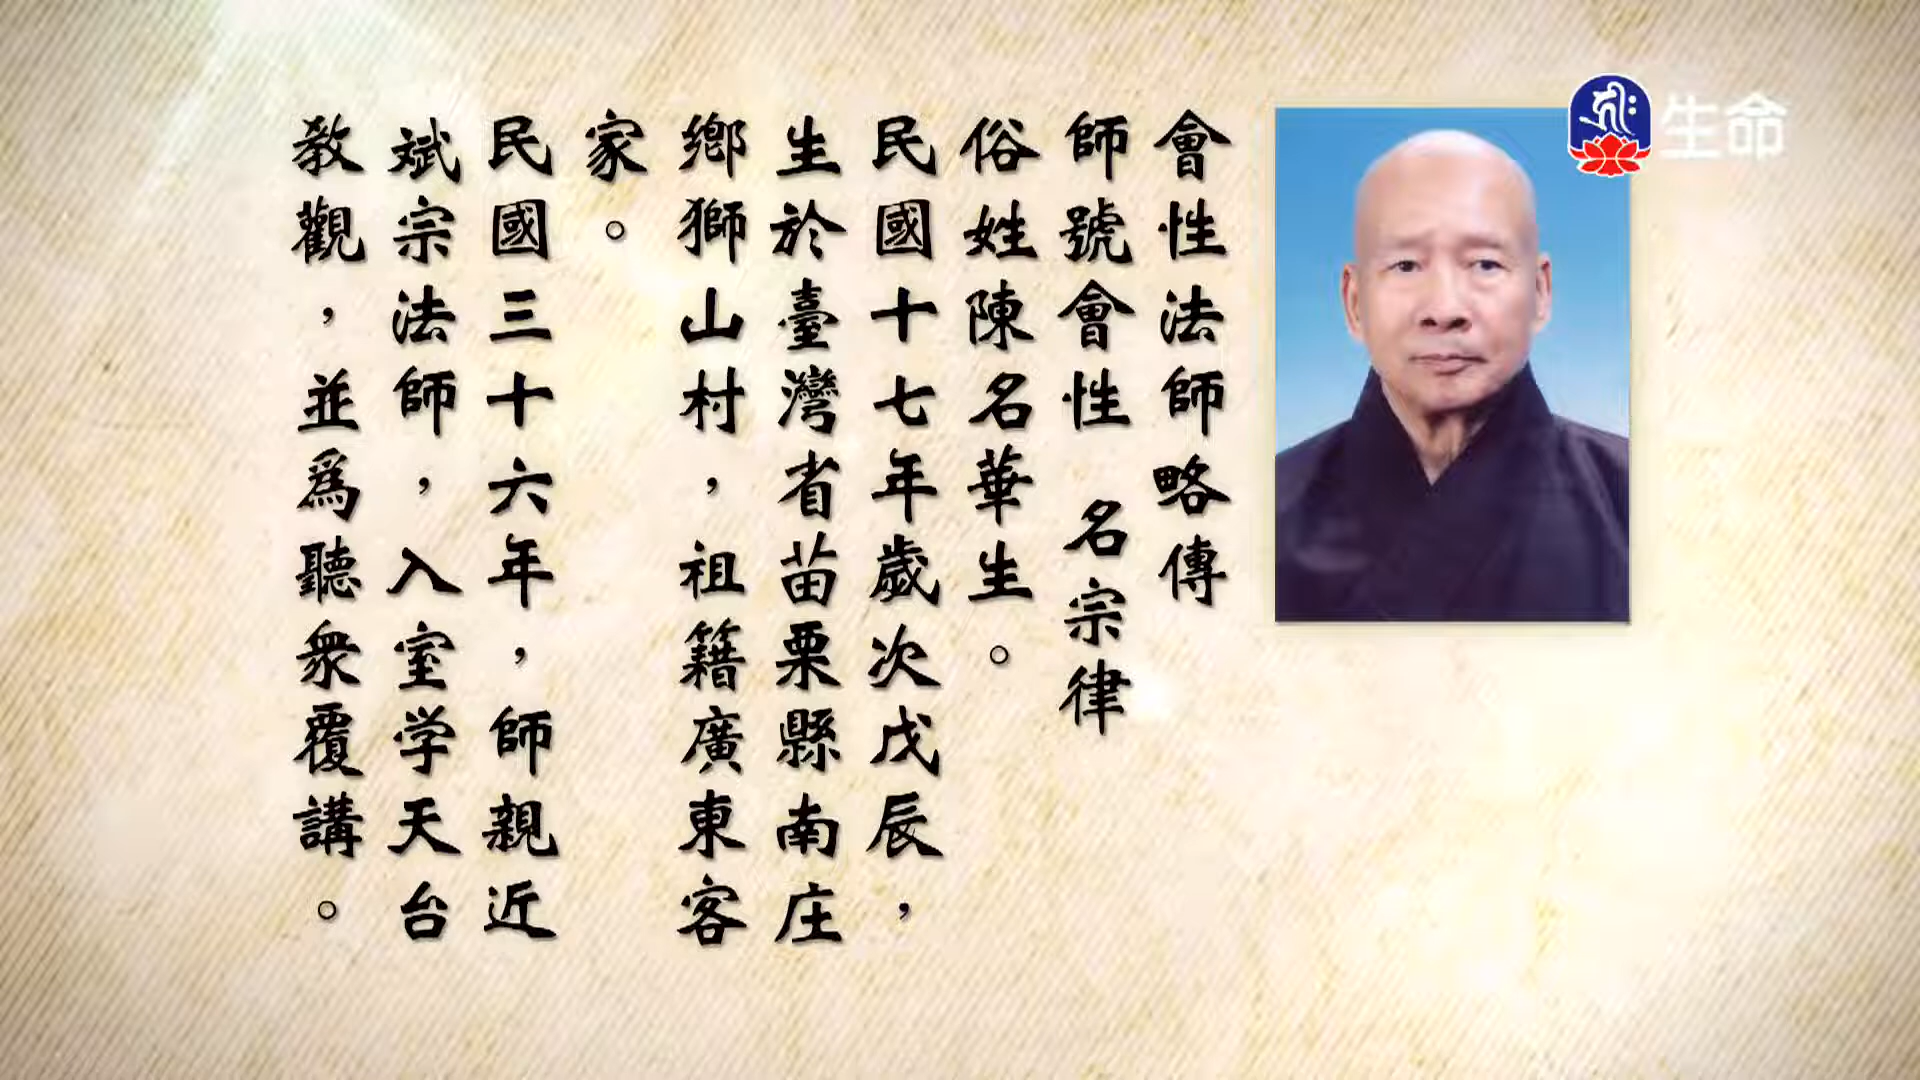 會性法師略傳
師號會性 名宗律
俗姓陳名華生。
民國十七年歲次戊辰，
生於臺灣省苗栗縣南庄
鄉獅山村，祖籍廣東客
家。
民國三十六年，師親近
斌宗法師，入室学天台
教觀，並為聽衆覆講。
生命